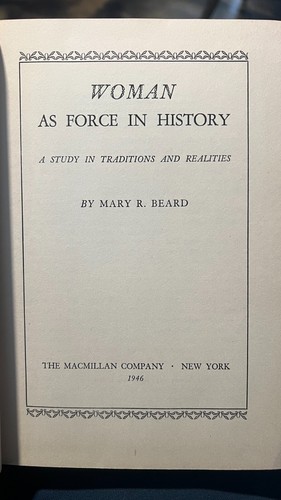 WOMAN
AS FORCE IN HISTORY
A STUDY IN TRADITIONS AND REALITIES
BY MARY R. BEARD
THE MACMILLAN COMPANY · NEW YORK
1946